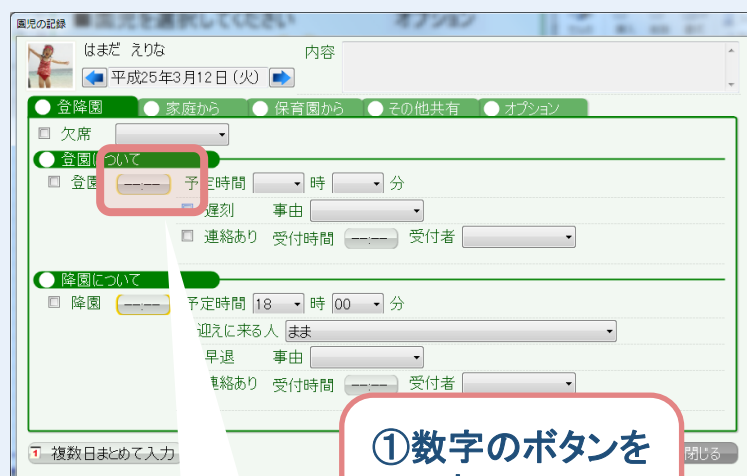 園児の記録
はまだ えりな
内容
平成25年3月12日(火)
登降園 家庭から 保育園から その他共有 オプション
欠席
登園について
登園 --:-- 予定時間 時 分
遅刻 事由
連絡あり 受付時間 --:-- 受付者
降園について
降園 --:-- 予定時間 18 時 00 分
迎えに来る人 まま
早退 事由
連絡あり 受付時間 --:-- 受付者
1 複数日まとめて入力
閉じる
①数字のボタンを